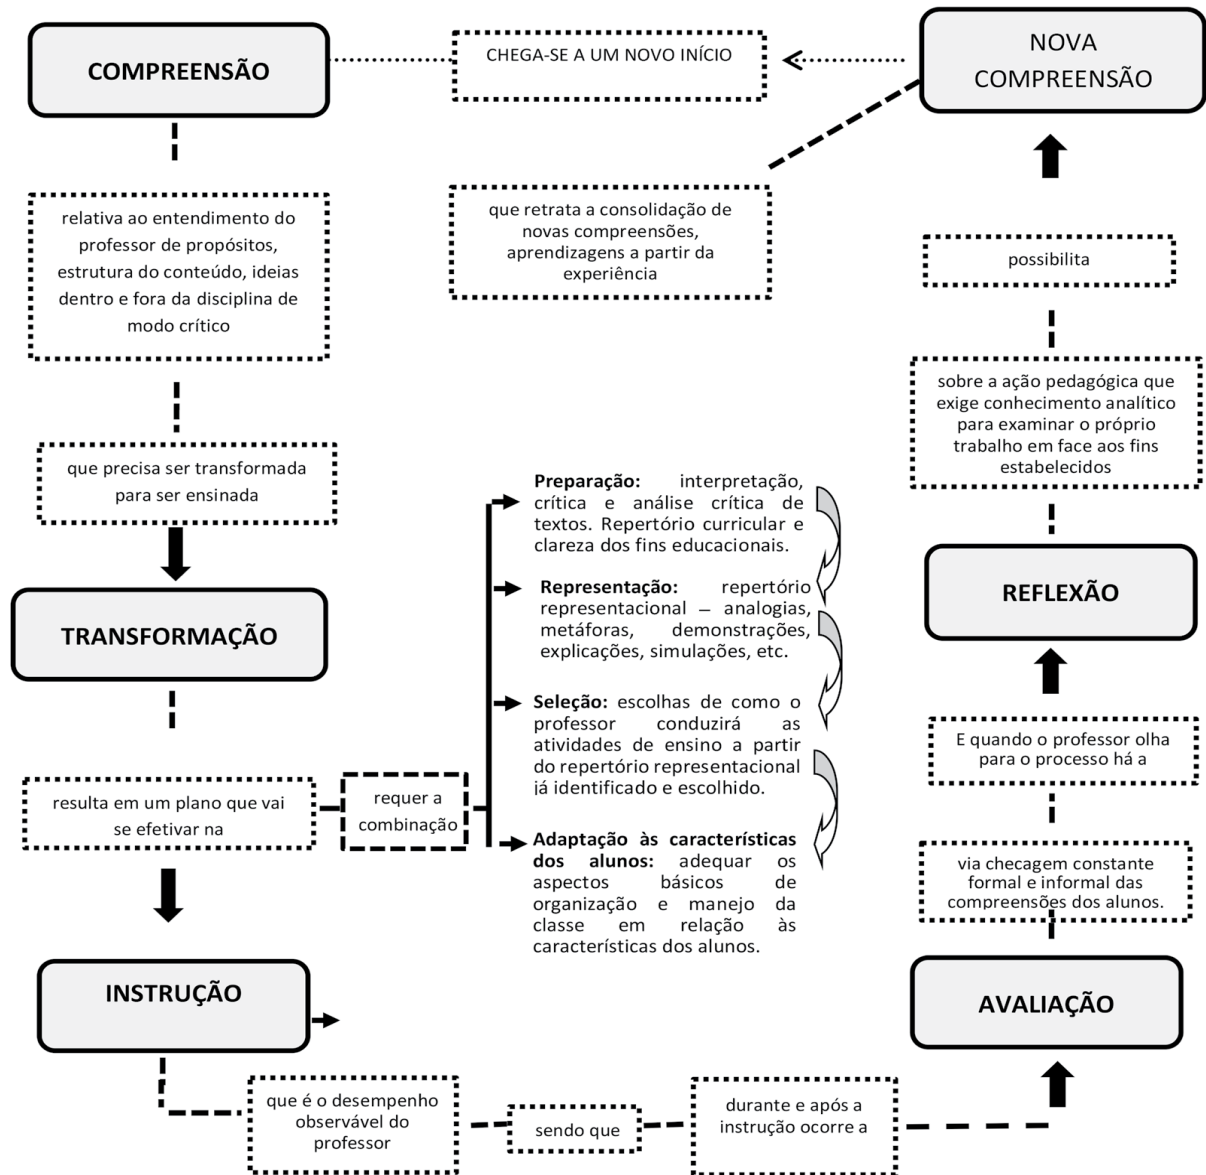 COMPREENSÃO
CHEGA-SE A UM NOVO INÍCIO
NOVA
COMPREENSÃO
relativa ao entendimento do
professor de propósitos,
estrutura do conteúdo, ideias
dentro e fora da disciplina de
modo crítico
que retrata a consolidação de
novas compreensões,
aprendizagens a partir da
experiência
possibilita
que precisa ser transformada
para ser ensinada
sobre a ação pedagógica que
exige conhecimento analítico
para examinar o próprio
trabalho em face aos fins
estabelecidos
TRANSFORMAÇÃO
Preparação: interpretação,
crítica e análise crítica de
textos. Repertório curricular e
clareza dos fins educacionais.
Representação: repertório
representacional – analogias,
metáforas, demonstrações,
explicações, simulações, etc.
Seleção: escolhas de como o
professor conduzirá as
atividades de ensino a partir
do repertório representacional
já identificado e escolhido.
Adaptação às características
dos alunos: adequar os
aspectos básicos de
organização e manejo da
classe em relação às
características dos alunos.
REFLEXÃO
resulta em um plano que vai
se efetivar na
requer a
combinação
E quando o professor olha
para o processo há a
via checagem constante
formal e informal das
compreensões dos alunos.
INSTRUÇÃO
AVALIAÇÃO
que é o desempenho
observável do
professor
sendo que
durante e após a
instrução ocorre a